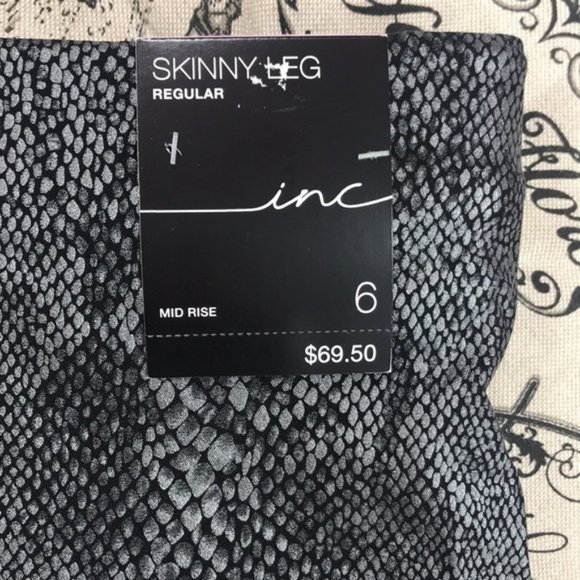 SKINNY LEG
REGULAR
inc
MID RISE
6
$69.50